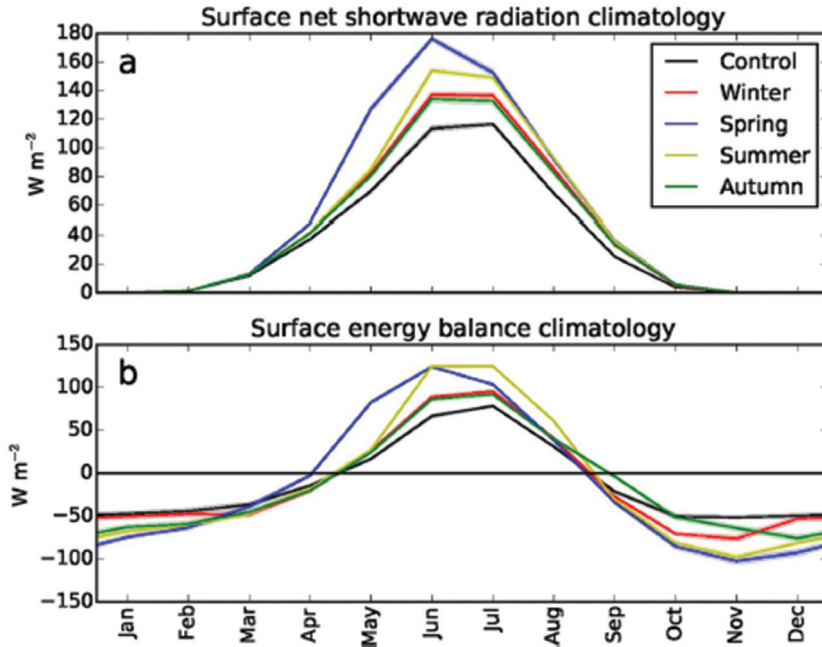 Surface net shortwave radiation climatology
180
160
140
120
100
80
60
40
20
0
W m⁻²
a
Control
Winter
Spring
Summer
Autumn
Surface energy balance climatology
150
100
50
0
−50
−100
−150
W m⁻²
b
Jan
Feb
Mar
Apr
May
Jun
Jul
Aug
Sep
Oct
Nov
Dec